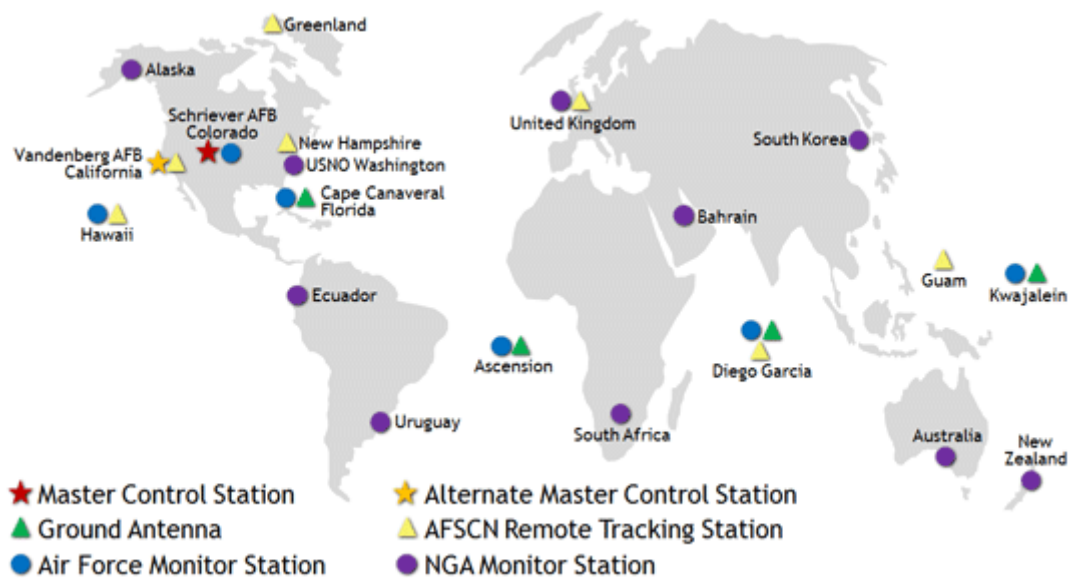 Greenland
Alaska
Schriever AFB
Colorado
New Hampshire
USNO Washington
Vandenberg AFB
California
Cape Canaveral
Florida
Hawaii
United Kingdom
South Korea
Bahrain
Guam
Kwajalein
Ecuador
Ascension
Diego Garcia
Uruguay
South Africa
Australia
New
Zealand
Master Control Station
Alternate Master Control Station
Ground Antenna
AFSCN Remote Tracking Station
Air Force Monitor Station
NGA Monitor Station